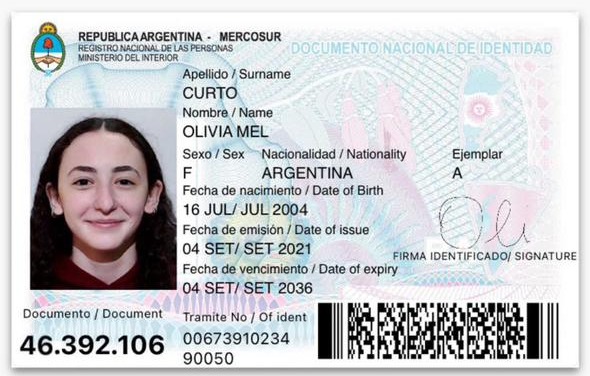 REPUBLICA ARGENTINA - MERCOSUR
REGISTRO NACIONAL DE LAS PERSONAS
MINISTERIO DEL INTERIOR
DOCUMENTO NACIONAL DE IDENTIDAD
Apellido / Surname
CURTO
Nombre / Name
OLIVIA MEL
Sexo / Sex Nacionalidad / Nationality Ejemplar
F ARGENTINA A
Fecha de nacimiento / Date of Birth
16 JUL/ JUL 2004
Fecha de emisión / Date of issue
04 SET/ SET 2021
FIRMA IDENTIFICADO/ SIGNATURE
Fecha de vencimiento / Date of expiry
04 SET/ SET 2036
Documento / Document
46.392.106
Tramite No / Of ident
00673910234
90050